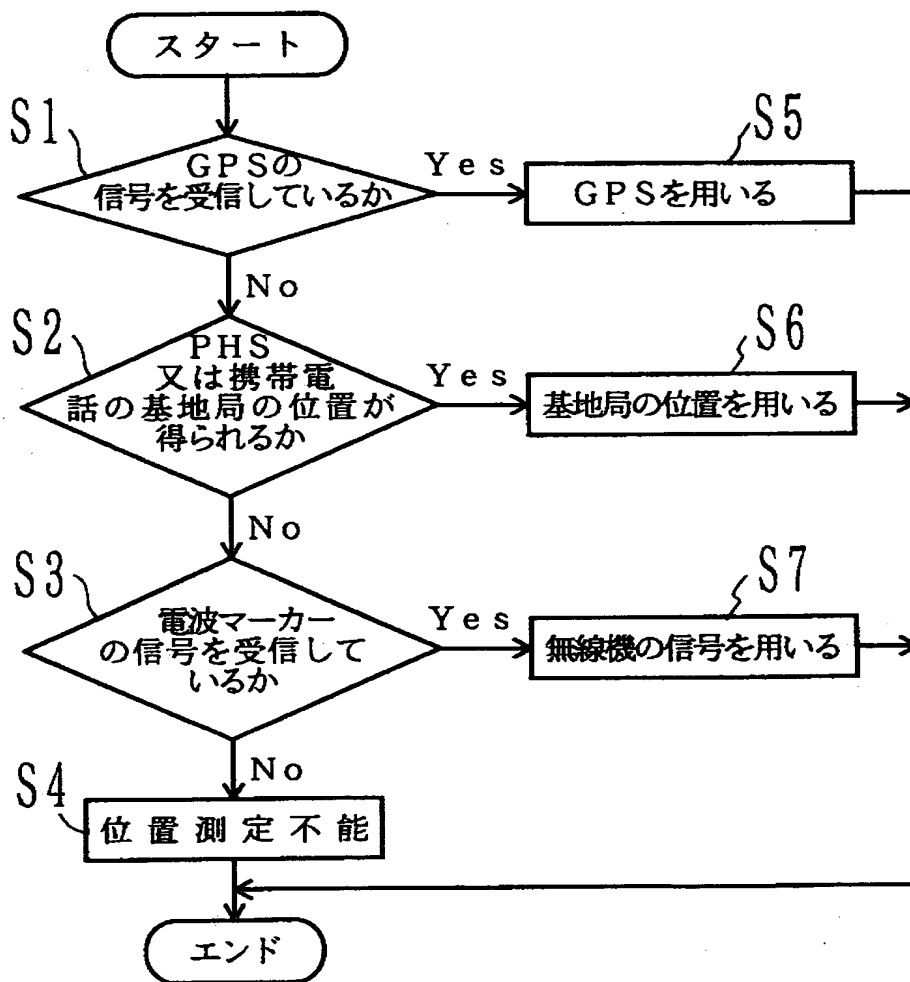 スタート
S1
GPSの
信号を受信しているか
Yes
S5
GPSを用いる
No
S2
PHS
又は携帯電
話の基地局の位置が
得られるか
Yes
S6
基地局の位置を用いる
No
S3
電波マーカー
の信号を受信して
いるか
Yes
S7
無線機の信号を用いる
No
S4
位置測定不能
エンド